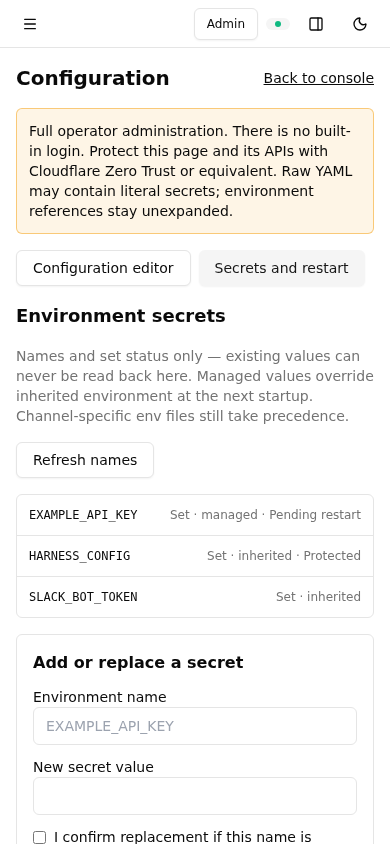 Admin
Configuration
Back to console
Full operator administration. There is no built-
in login. Protect this page and its APIs with
Cloudflare Zero Trust or equivalent. Raw YAML
may contain literal secrets; environment
references stay unexpanded.
Configuration editor
Secrets and restart
Environment secrets
Names and set status only — existing values can
never be read back here. Managed values override
inherited environment at the next startup.
Channel-specific env files still take precedence.
Refresh names
EXAMPLE_API_KEY Set · managed · Pending restart
HARNESS_CONFIG Set · inherited · Protected
SLACK_BOT_TOKEN Set · inherited
Add or replace a secret
Environment name
EXAMPLE_API_KEY
New secret value
I confirm replacement if this name is